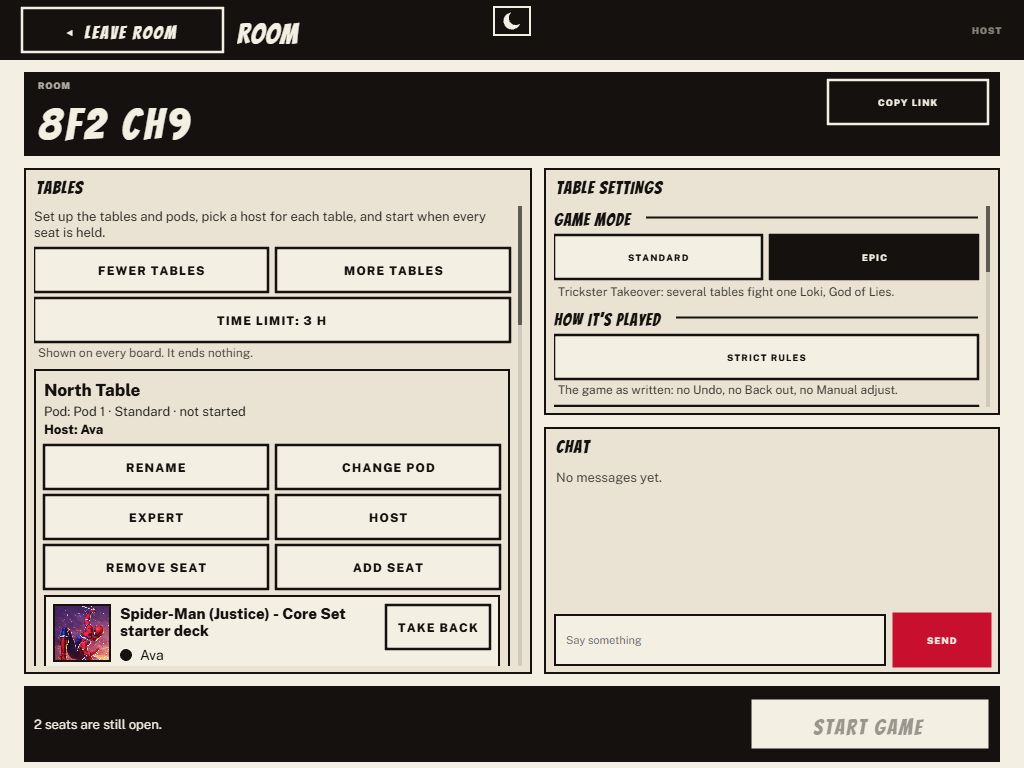 ◂ LEAVE ROOM
ROOM
HOST
ROOM
8F2 CH9
COPY LINK
TABLES
Set up the tables and pods, pick a host for each table, and start when every
seat is held.
FEWER TABLES
MORE TABLES
TIME LIMIT: 3 H
Shown on every board. It ends nothing.
North Table
Pod: Pod 1 · Standard · not started
Host: Ava
RENAME
CHANGE POD
EXPERT
HOST
REMOVE SEAT
ADD SEAT
Spider-Man (Justice) - Core Set
starter deck
Ava
TAKE BACK
TABLE SETTINGS
GAME MODE
STANDARD
EPIC
Trickster Takeover: several tables fight one Loki, God of Lies.
HOW IT'S PLAYED
STRICT RULES
The game as written: no Undo, no Back out, no Manual adjust.
CHAT
No messages yet.
Say something
SEND
2 seats are still open.
START GAME